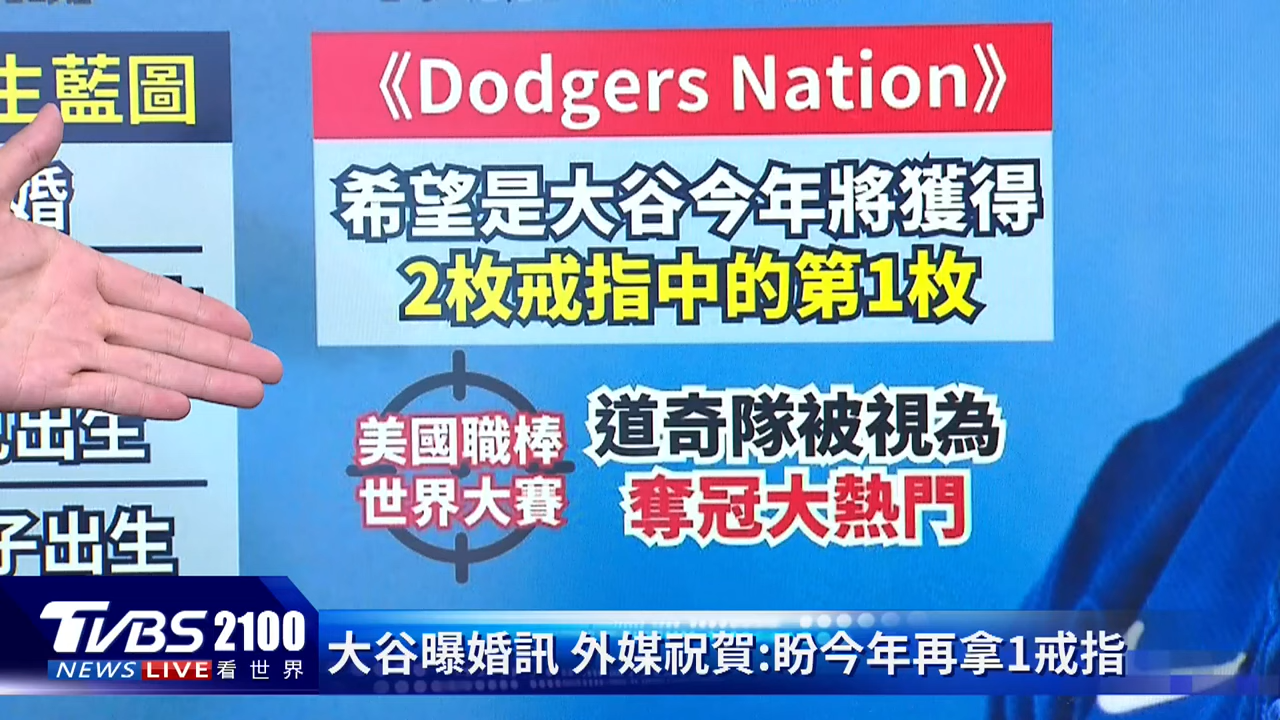 生藍圖
婚
出生
子出生
《Dodgers Nation》
希望是大谷今年將獲得
2枚戒指中的第1枚
美國職棒
世界大賽
道奇隊被視為
奪冠大熱門
TVBS 2100
NEWS LIVE 看世界
大谷曝婚訊 外媒祝賀:盼今年再拿1戒指